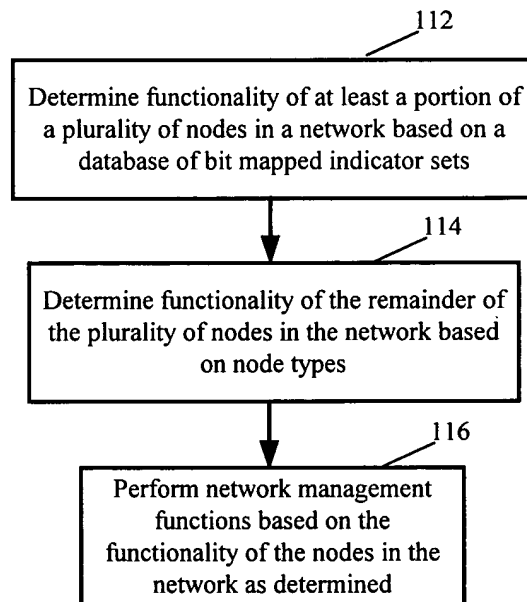 112
Determine functionality of at least a portion of
a plurality of nodes in a network based on a
database of bit mapped indicator sets
114
Determine functionality of the remainder of
the plurality of nodes in the network based
on node types
116
Perform network management
functions based on the
functionality of the nodes in the
network as determined